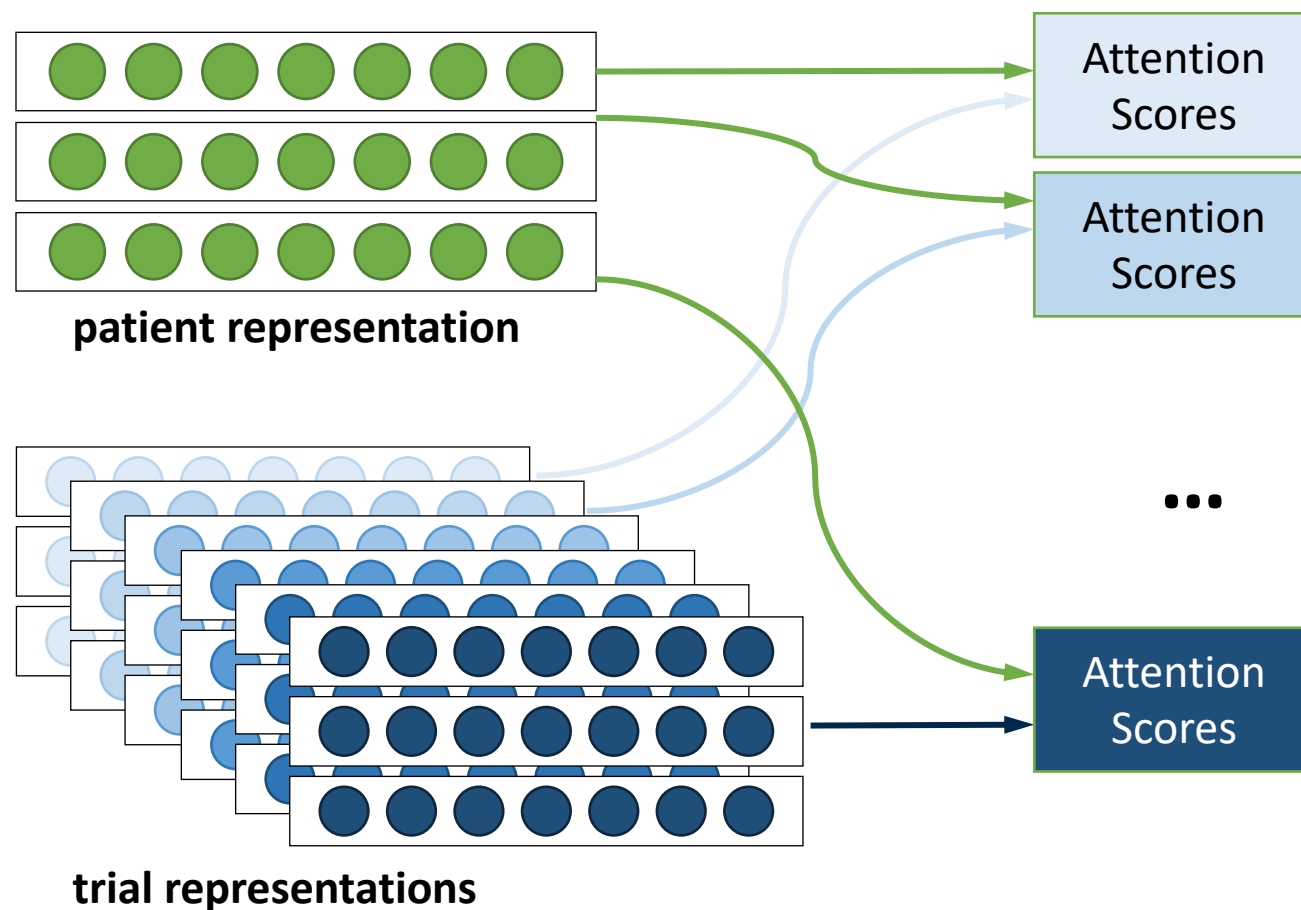 Attention
Scores
Attention
Scores
patient representation
...
Attention
Scores
trial representations